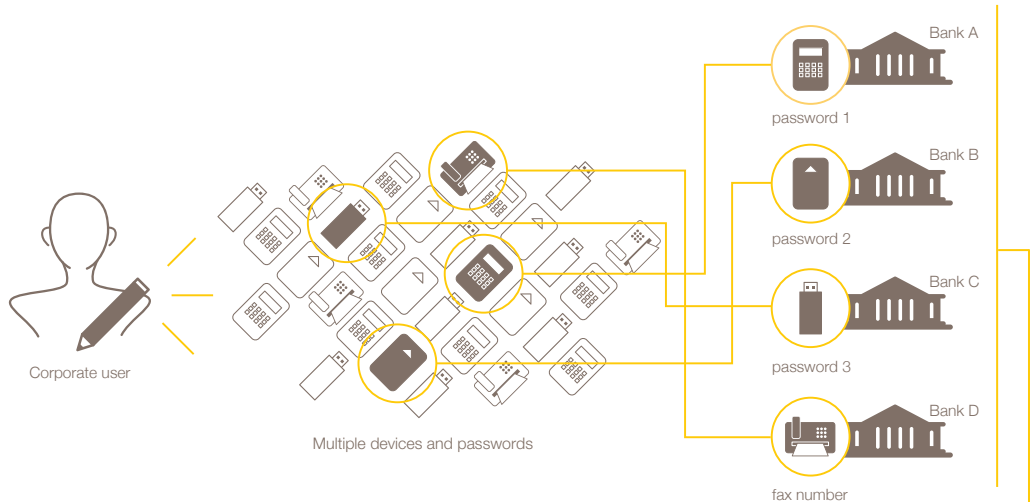 Corporate user
Multiple devices and passwords
Bank A
password 1
Bank B
password 2
Bank C
password 3
Bank D
fax number